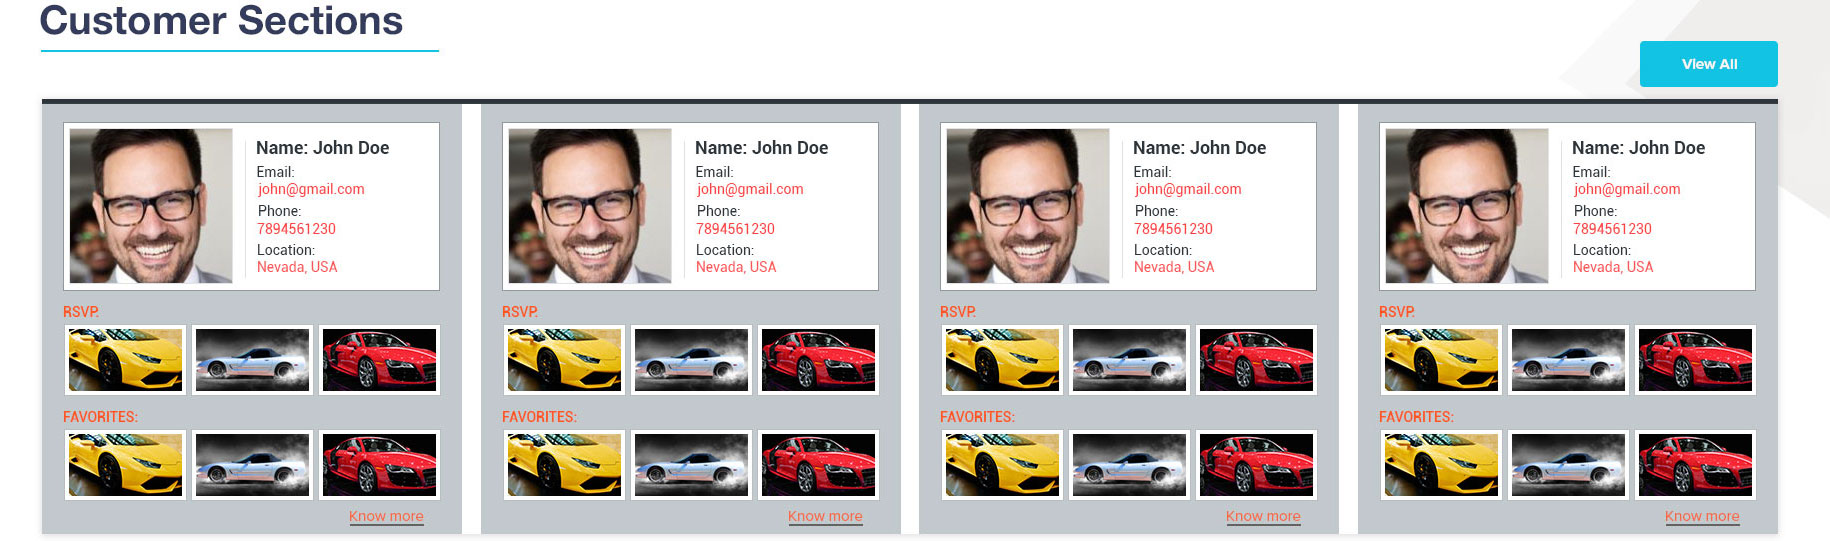 Customer Sections
View All
Name: John Doe
Email:
john@gmail.com
Phone:
7894561230
Location:
Nevada, USA
RSVP:
FAVORITES:
Know more
Name: John Doe
Email:
john@gmail.com
Phone:
7894561230
Location:
Nevada, USA
RSVP:
FAVORITES:
Know more
Name: John Doe
Email:
john@gmail.com
Phone:
7894561230
Location:
Nevada, USA
RSVP:
FAVORITES:
Know more
Name: John Doe
Email:
john@gmail.com
Phone:
7894561230
Location:
Nevada, USA
RSVP:
FAVORITES:
Know more